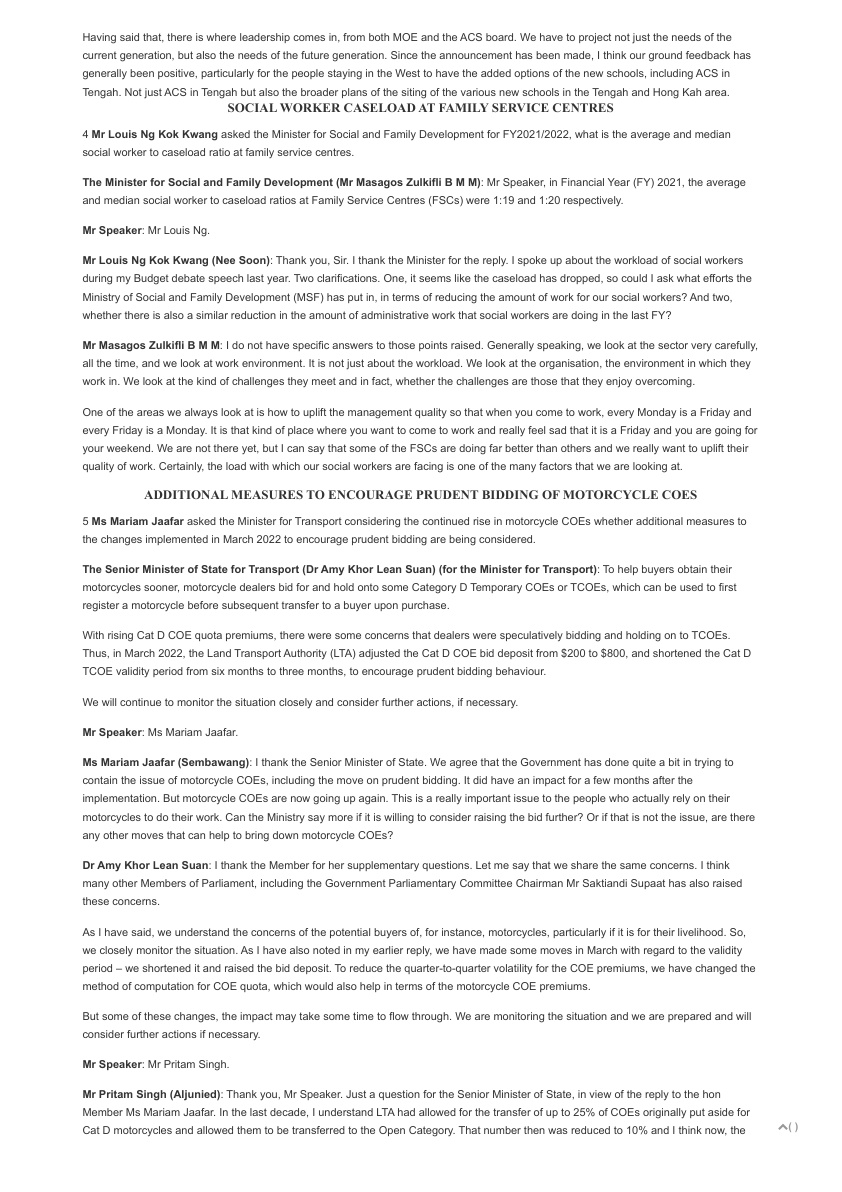 Having said that, there is where leadership comes in, from both MOE and the ACS board. We have to project not just the needs of the
current generation, but also the needs of the future generation. Since the announcement has been made, I think our ground feedback has
generally been positive, particularly for the people staying in the West to have the added options of the new schools, including ACS in
Tengah. Not just ACS in Tengah but also the broader plans of the siting of the various new schools in the Tengah and Hong Kah area.
SOCIAL WORKER CASELOAD AT FAMILY SERVICE CENTRES
4 Mr Louis Ng Kok Kwang asked the Minister for Social and Family Development for FY2021/2022, what is the average and median
social worker to caseload ratio at family service centres.
The Minister for Social and Family Development (Mr Masagos Zulkifli B M M): Mr Speaker, in Financial Year (FY) 2021, the average
and median social worker to caseload ratios at Family Service Centres (FSCs) were 1:19 and 1:20 respectively.
Mr Speaker: Mr Louis Ng.
Mr Louis Ng Kok Kwang (Nee Soon): Thank you, Sir. I thank the Minister for the reply. I spoke up about the workload of social workers
during my Budget debate speech last year. Two clarifications. One, it seems like the caseload has dropped, so could I ask what efforts the
Ministry of Social and Family Development (MSF) has put in, in terms of reducing the amount of work for our social workers? And two,
whether there is also a similar reduction in the amount of administrative work that social workers are doing in the last FY?
Mr Masagos Zulkifli B M M: I do not have specific answers to those points raised. Generally speaking, we look at the sector very carefully,
all the time, and we look at work environment. It is not just about the workload. We look at the organisation, the environment in which they
work in. We look at the kind of challenges they meet and in fact, whether the challenges are those that they enjoy overcoming.
One of the areas we always look at is how to uplift the management quality so that when you come to work, every Monday is a Friday and
every Friday is a Monday. It is that kind of place where you want to come to work and really feel sad that it is a Friday and you are going for
your weekend. We are not there yet, but I can say that some of the FSCs are doing far better than others and we really want to uplift their
quality of work. Certainly, the load with which our social workers are facing is one of the many factors that we are looking at.
ADDITIONAL MEASURES TO ENCOURAGE PRUDENT BIDDING OF MOTORCYCLE COES
5 Ms Mariam Jaafar asked the Minister for Transport considering the continued rise in motorcycle COEs whether additional measures to
the changes implemented in March 2022 to encourage prudent bidding are being considered.
The Senior Minister of State for Transport (Dr Amy Khor Lean Suan) (for the Minister for Transport): To help buyers obtain their
motorcycles sooner, motorcycle dealers bid for and hold onto some Category D Temporary COEs or TCOEs, which can be used to first
register a motorcycle before subsequent transfer to a buyer upon purchase.
With rising Cat D COE quota premiums, there were some concerns that dealers were speculatively bidding and holding on to TCOEs.
Thus, in March 2022, the Land Transport Authority (LTA) adjusted the Cat D COE bid deposit from $200 to $800, and shortened the Cat D
TCOE validity period from six months to three months, to encourage prudent bidding behaviour.
We will continue to monitor the situation closely and consider further actions, if necessary.
Mr Speaker: Ms Mariam Jaafar.
Ms Mariam Jaafar (Sembawang): I thank the Senior Minister of State. We agree that the Government has done quite a bit in trying to
contain the issue of motorcycle COEs, including the move on prudent bidding. It did have an impact for a few months after the
implementation. But motorcycle COEs are now going up again. This is a really important issue to the people who actually rely on their
motorcycles to do their work. Can the Ministry say more if it is willing to consider raising the bid further? Or if that is not the issue, are there
any other moves that can help to bring down motorcycle COEs?
Dr Amy Khor Lean Suan: I thank the Member for her supplementary questions. Let me say that we share the same concerns. I think
many other Members of Parliament, including the Government Parliamentary Committee Chairman Mr Saktiandi Supaat has also raised
these concerns.
As I have said, we understand the concerns of the potential buyers of, for instance, motorcycles, particularly if it is for their livelihood. So,
we closely monitor the situation. As I have also noted in my earlier reply, we have made some moves in March with regard to the validity
period – we shortened it and raised the bid deposit. To reduce the quarter-to-quarter volatility for the COE premiums, we have changed the
method of computation for COE quota, which would also help in terms of the motorcycle COE premiums.
But some of these changes, the impact may take some time to flow through. We are monitoring the situation and we are prepared and will
consider further actions if necessary.
Mr Speaker: Mr Pritam Singh.
Mr Pritam Singh (Aljunied): Thank you, Mr Speaker. Just a question for the Senior Minister of State, in view of the reply to the hon
Member Ms Mariam Jaafar. In the last decade, I understand LTA had allowed for the transfer of up to 25% of COEs originally put aside for
Cat D motorcycles and allowed them to be transferred to the Open Category. That number then was reduced to 10% and I think now, the
( )